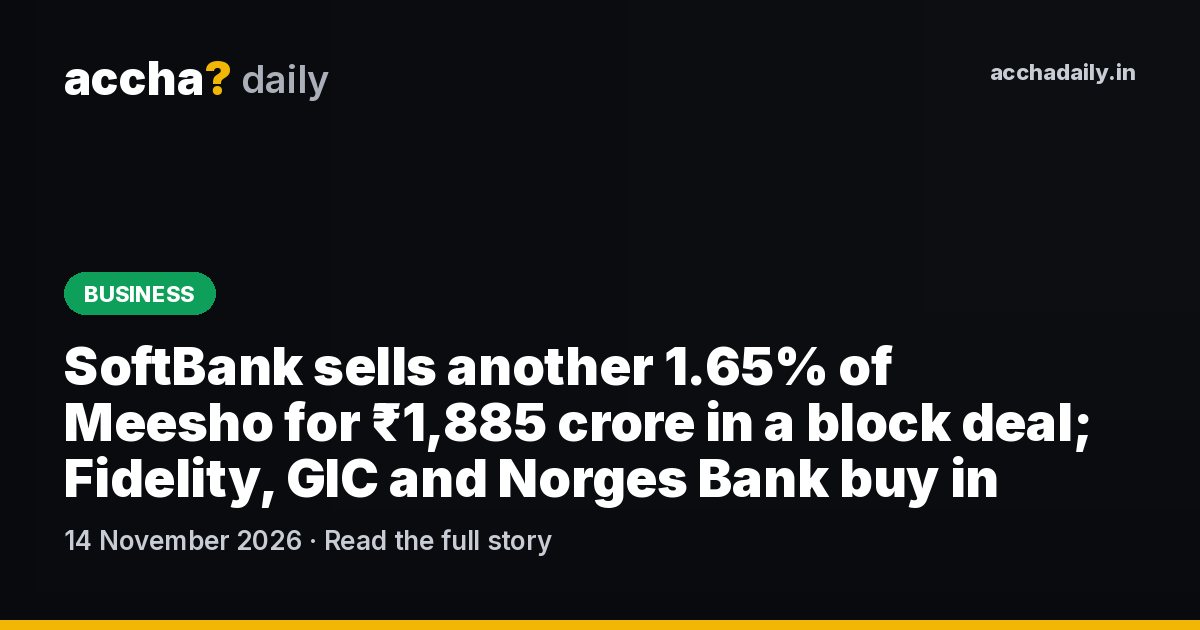 accha? daily
acchadaily.in
BUSINESS
SoftBank sells another 1.65% of
Meesho for ₹1,885 crore in a block deal;
Fidelity, GIC and Norges Bank buy in
14 November 2026 · Read the full story